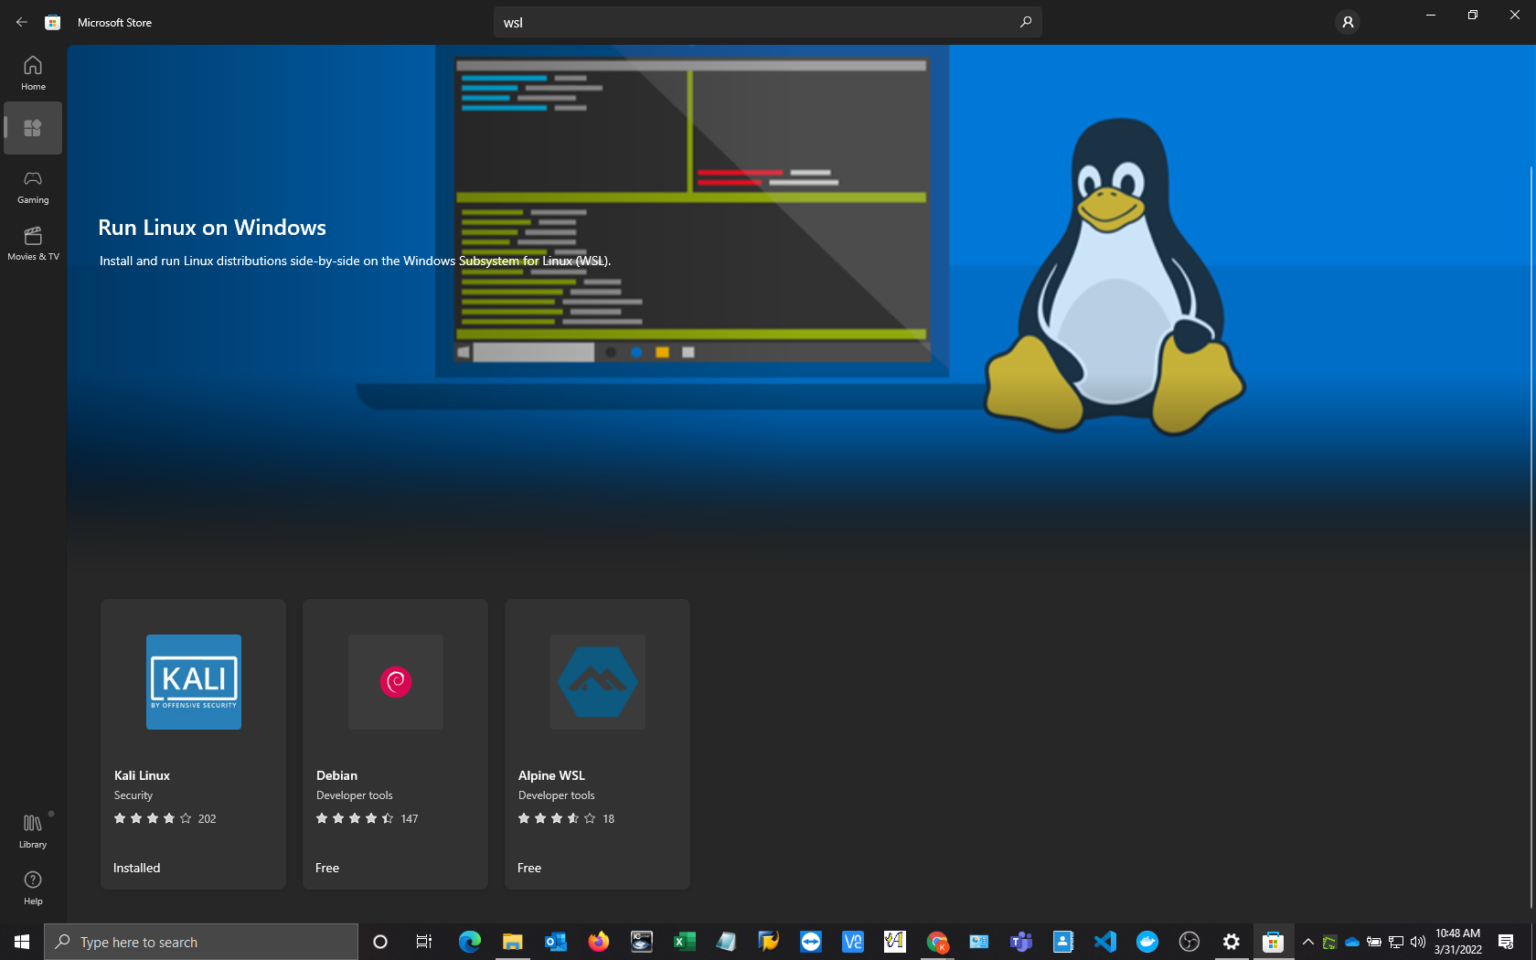 Microsoft Store
wsl
Home
Gaming
Movies & TV
Run Linux on Windows
Install and run Linux distributions side-by-side on the Windows Subsystem for Linux (WSL).
KALI
BY OFFENSIVE SECURITY
Kali Linux
Security
202
Installed
Debian
Developer tools
147
Free
Alpine WSL
Developer tools
18
Free
Library
Help
Type here to search
10:48 AM
3/31/2022